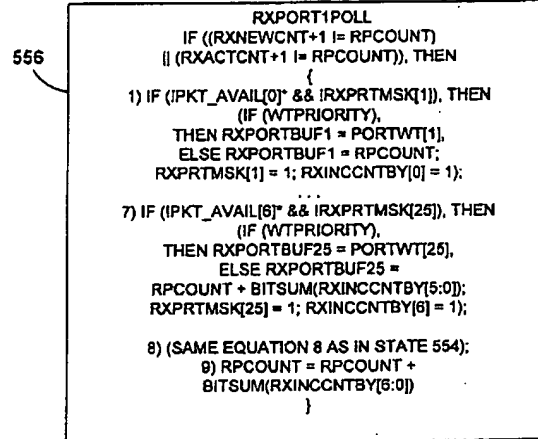 556
RXPORT1POLL
IF ((RXNEWCNT+1 != RPCOUNT)
|| (RXACTCNT+1 != RPCOUNT)), THEN
{
1) IF (!PKT_AVAIL[0]* && !RXPRTMSK[1]), THEN
(IF (WTPRIORITY),
THEN RXPORTBUF1 = PORTWT[1],
ELSE RXPORTBUF1 = RPCOUNT;
RXPRTMSK[1] = 1; RXINCCNTBY[0] = 1);
...
7) IF (!PKT_AVAIL[6]* && !RXPRTMSK[25]), THEN
(IF (WTPRIORITY),
THEN RXPORTBUF25 = PORTWT[25],
ELSE RXPORTBUF25 =
RPCOUNT + BITSUM(RXINCCNTBY[5:0]);
RXPRTMSK[25] = 1; RXINCCNTBY[6] = 1);
8) (SAME EQUATION 8 AS IN STATE 554);
9) RPCOUNT = RPCOUNT +
BITSUM(RXINCCNTBY[6:0])
}